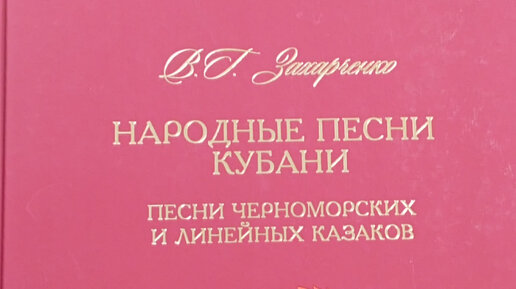 В.Г. Захарченко
НАРОДНЫЕ ПЕСНИ
КУБАНИ
ПЕСНИ ЧЕРНОМОРСКИХ
И ЛИНЕЙНЫХ КАЗАКОВ